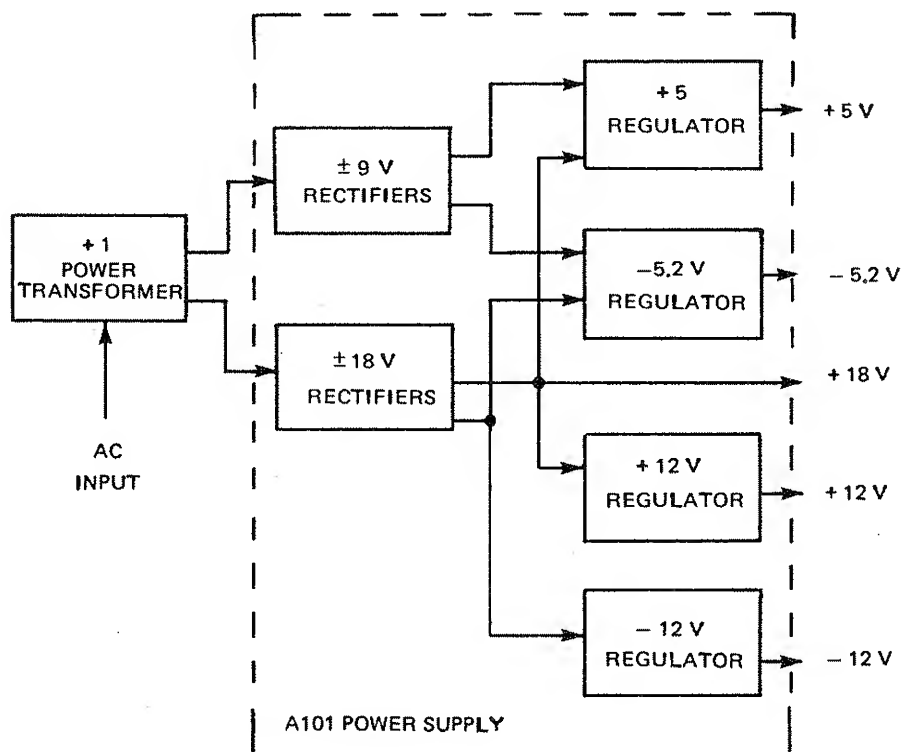 + 5
REGULATOR
+ 5 V
± 9 V
RECTIFIERS
+ 1
POWER
TRANSFORMER
−5.2 V
REGULATOR
− 5.2 V
± 18 V
RECTIFIERS
+ 18 V
AC
INPUT
+ 12 V
REGULATOR
+ 12 V
− 12 V
REGULATOR
− 12 V
A101 POWER SUPPLY